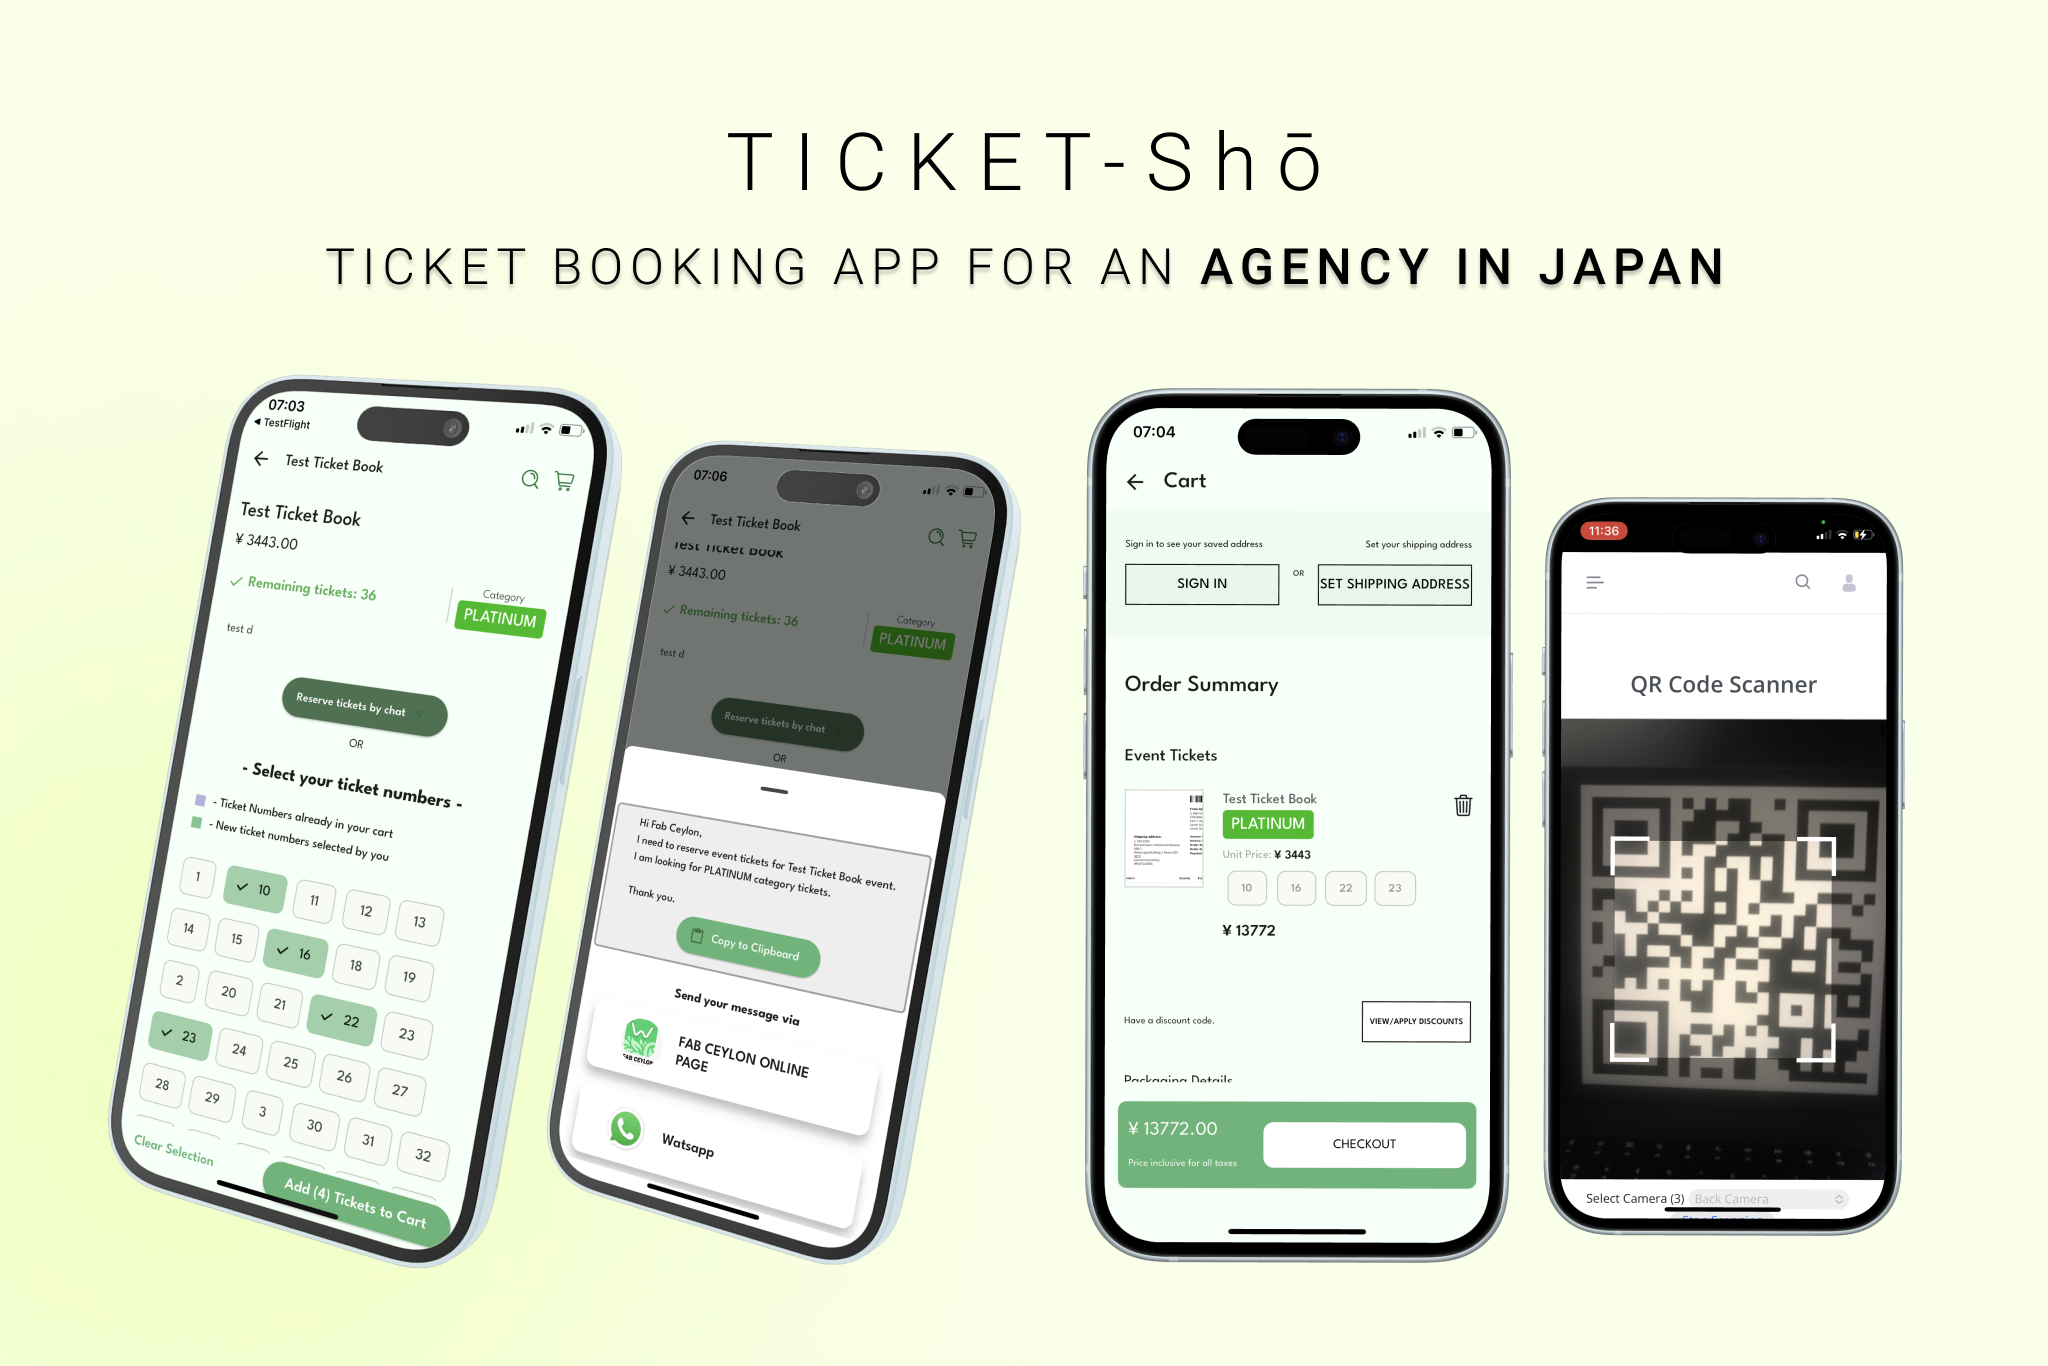 TICKET-Shō
TICKET BOOKING APP FOR AN AGENCY IN JAPAN
07:03
TestFlight
Test Ticket Book
Test Ticket Book
¥ 3443.00
Remaining tickets: 36
Category
PLATINUM
test d
Reserve tickets by chat
OR
- Select your ticket numbers -
- Ticket Numbers already in your cart
- New ticket numbers selected by you
1 10 11 12 13
14 15 16 18 19
2 20 21 22 23
23 24 25 26 27
28 29 3 30 31 32
Clear Selection
Add (4) Tickets to Cart
07:06
Test Ticket Book
Test Ticket Book
¥ 3443.00
Remaining tickets: 36
Category
PLATINUM
test d
Reserve tickets by chat
OR
Hi Fab Ceylon,
I need to reserve event tickets for Test Ticket Book event.
I am looking for PLATINUM category tickets.
Thank you.
Copy to Clipboard
Send your message via
FAB CEYLON
FAB CEYLON ONLINE
PAGE
Watsapp
07:04
Cart
Sign in to see your saved address
Set your shipping address
SIGN IN
OR
SET SHIPPING ADDRESS
Order Summary
Event Tickets
Test Ticket Book
PLATINUM
Unit Price: ¥ 3443
10 16 22 23
¥ 13772
Have a discount code.
VIEW/APPLY DISCOUNTS
Packaging Details
¥ 13772.00
Price inclusive for all taxes
CHECKOUT
11:36
QR Code Scanner
Select Camera (3) Back Camera
Stop Scanning